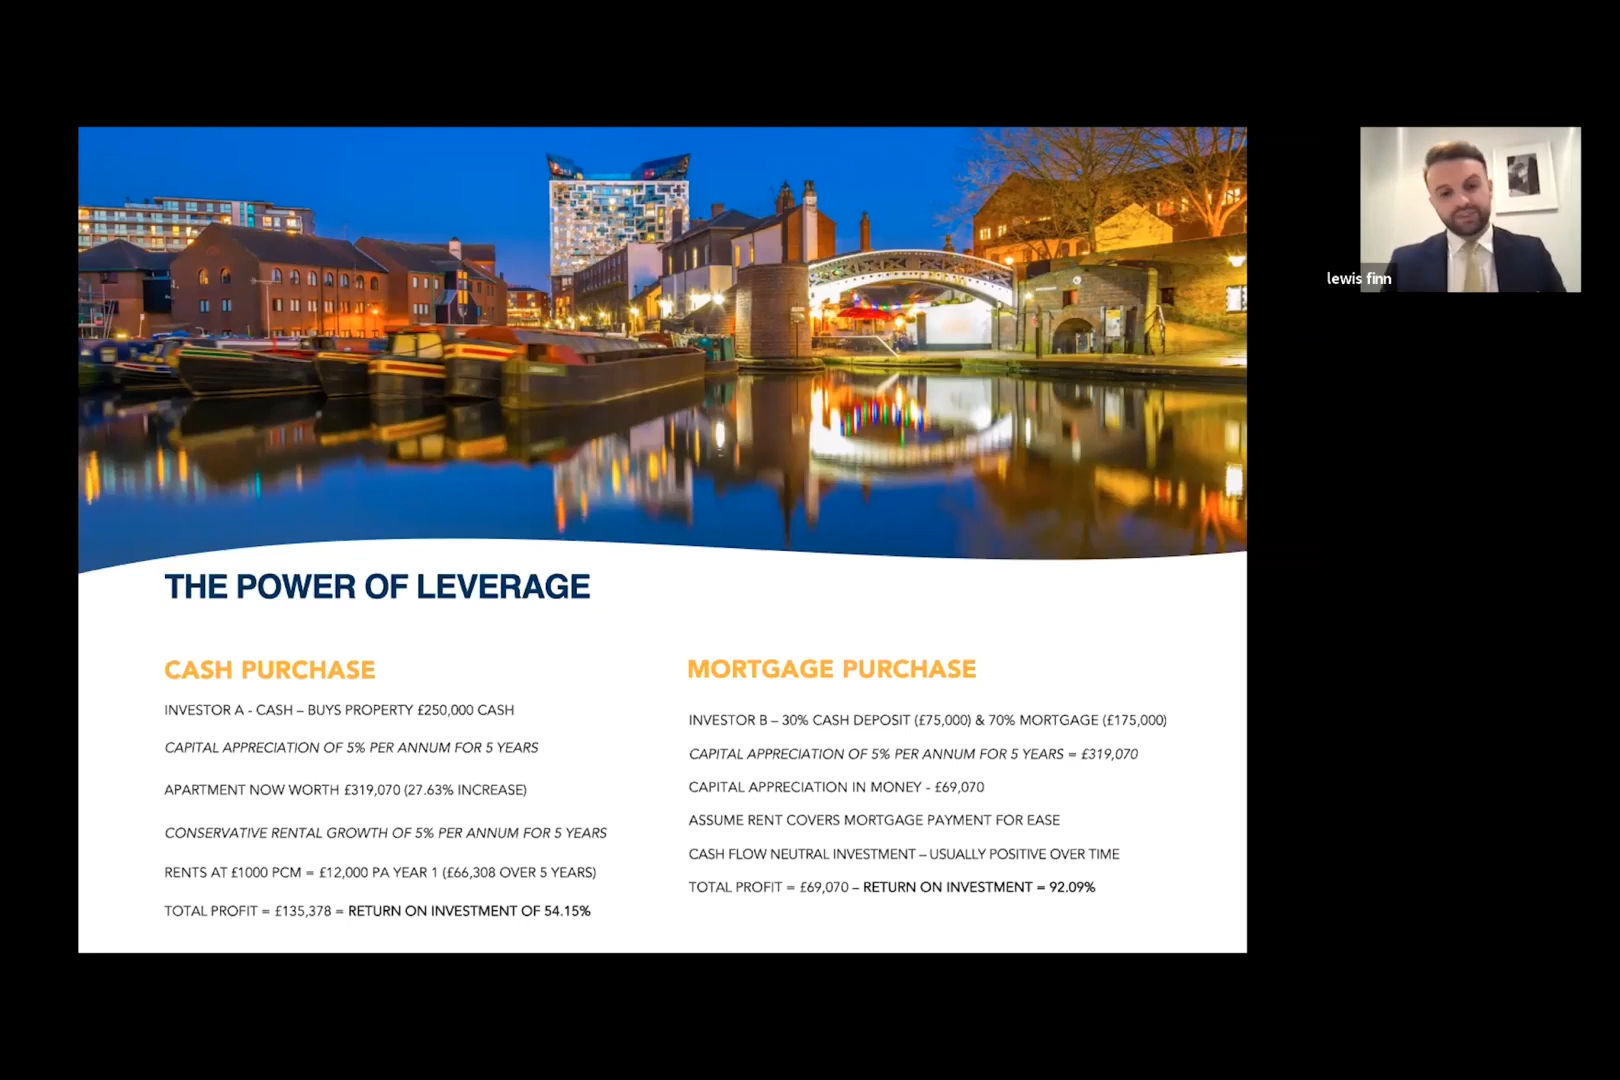 lewis finn
THE POWER OF LEVERAGE
CASH PURCHASE
INVESTOR A - CASH – BUYS PROPERTY £250,000 CASH
CAPITAL APPRECIATION OF 5% PER ANNUM FOR 5 YEARS
APARTMENT NOW WORTH £319,070 (27.63% INCREASE)
CONSERVATIVE RENTAL GROWTH OF 5% PER ANNUM FOR 5 YEARS
RENTS AT £1000 PCM = £12,000 PA YEAR 1 (£66,308 OVER 5 YEARS)
TOTAL PROFIT = £135,378 = RETURN ON INVESTMENT OF 54.15%
MORTGAGE PURCHASE
INVESTOR B – 30% CASH DEPOSIT (£75,000) & 70% MORTGAGE (£175,000)
CAPITAL APPRECIATION OF 5% PER ANNUM FOR 5 YEARS = £319,070
CAPITAL APPRECIATION IN MONEY - £69,070
ASSUME RENT COVERS MORTGAGE PAYMENT FOR EASE
CASH FLOW NEUTRAL INVESTMENT – USUALLY POSITIVE OVER TIME
TOTAL PROFIT = £69,070 – RETURN ON INVESTMENT = 92.09%